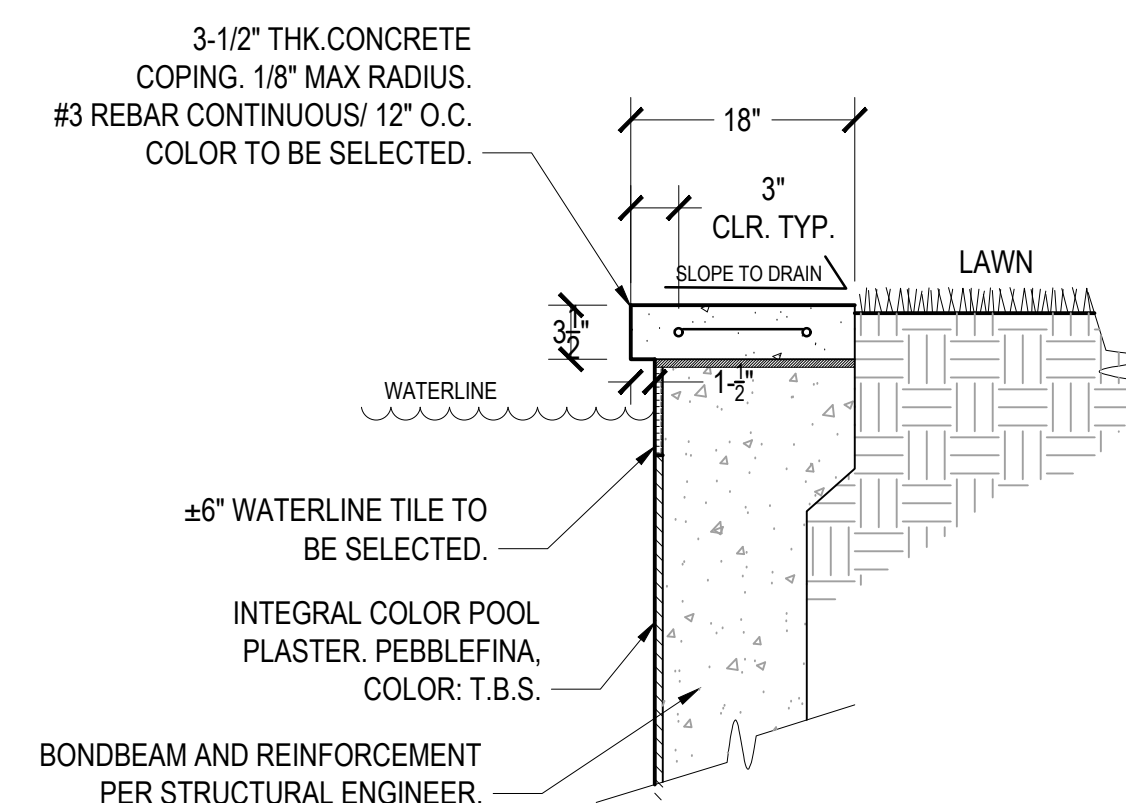 3-1/2" THK.CONCRETE
COPING. 1/8" MAX RADIUS.
#3 REBAR CONTINUOUS/ 12" O.C.
COLOR TO BE SELECTED.
18"
3"
CLR. TYP.
SLOPE TO DRAIN
LAWN
3 1/2"
1-1/2"
WATERLINE
±6" WATERLINE TILE TO
BE SELECTED.
INTEGRAL COLOR POOL
PLASTER. PEBBLEFINA,
COLOR: T.B.S.
BONDBEAM AND REINFORCEMENT
PER STRUCTURAL ENGINEER.